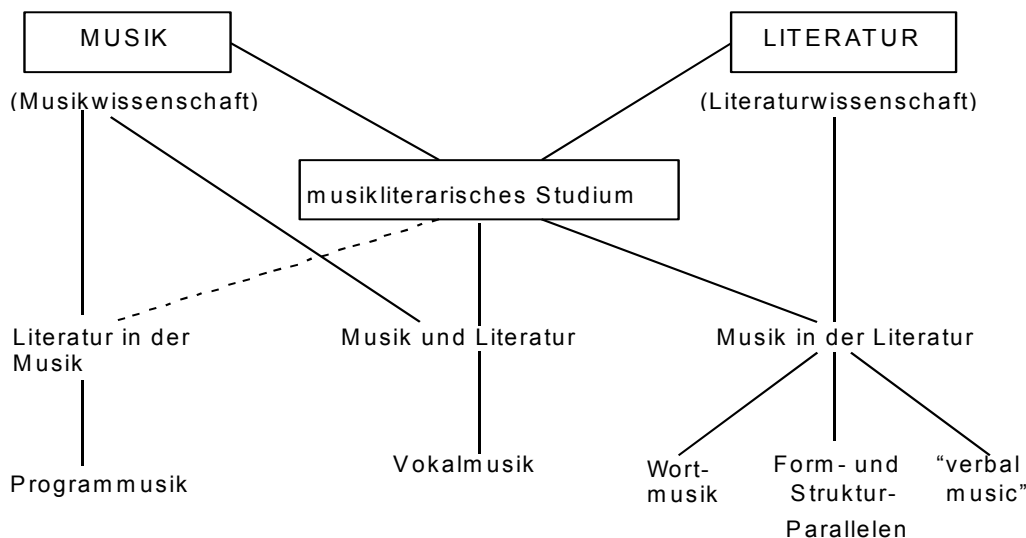 MUSIK
LITERATUR
(Musikwissenschaft)
(Literaturwissenschaft)
musikliterarisches Studium
Literatur in der
Musik
Musik und Literatur
Musik in der Literatur
Programmusik
Vokalmusik
Wort-
musik
Form- und
Struktur-
Parallelen
“verbal
music”